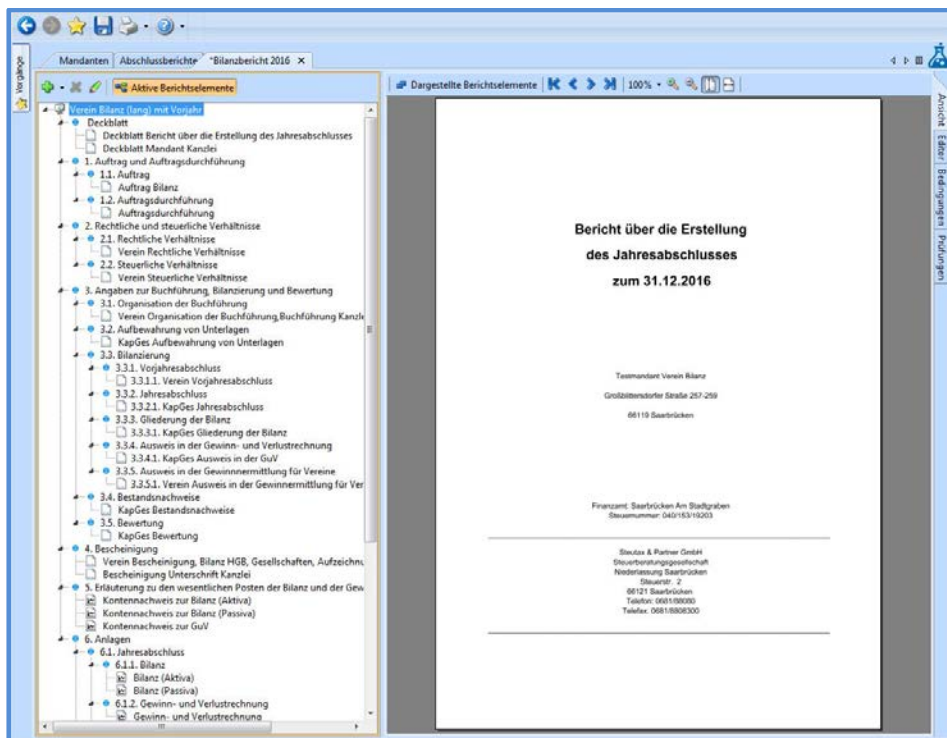 Vorgänge
Mandanten
Abschlussberichte
*Bilanzbericht 2016
Aktive Berichtselemente
Verein Bilanz (lang) mit Vorjahr
Deckblatt
Deckblatt Bericht über die Erstellung des Jahresabschlusses
Deckblatt Mandant Kanzlei
1. Auftrag und Auftragsdurchführung
1.1. Auftrag
Auftrag Bilanz
1.2. Auftragsdurchführung
Auftragsdurchführung
2. Rechtliche und steuerliche Verhältnisse
2.1. Rechtliche Verhältnisse
Verein Rechtliche Verhältnisse
2.2. Steuerliche Verhältnisse
Verein Steuerliche Verhältnisse
3. Angaben zur Buchführung, Bilanzierung und Bewertung
3.1. Organisation der Buchführung
Verein Organisation der Buchführung,Buchführung Kanzle
3.2. Aufbewahrung von Unterlagen
KapGes Aufbewahrung von Unterlagen
3.3. Bilanzierung
3.3.1. Vorjahresabschluss
3.3.1.1. Verein Vorjahresabschluss
3.3.2. Jahresabschluss
3.3.2.1. KapGes Jahresabschluss
3.3.3. Gliederung der Bilanz
3.3.3.1. KapGes Gliederung der Bilanz
3.3.4. Ausweis in der Gewinn- und Verlustrechnung
3.3.4.1. KapGes Ausweis in der GuV
3.3.5. Ausweis in der Gewinnnermittlung für Vereine
3.3.5.1. Verein Ausweis in der Gewinnermittlung für Ver
3.4. Bestandsnachweise
KapGes Bestandsnachweise
3.5. Bewertung
KapGes Bewertung
4. Bescheinigung
Verein Bescheinigung, Bilanz HGB, Gesellschaften, Aufzeichnu
Bescheinigung Unterschrift Kanzlei
5. Erläuterung zu den wesentlichen Posten der Bilanz und der Gew
Kontennachweis zur Bilanz (Aktiva)
Kontennachweis zur Bilanz (Passiva)
Kontennachweis zur GuV
6. Anlagen
6.1. Jahresabschluss
6.1.1. Bilanz
Bilanz (Aktiva)
Bilanz (Passiva)
6.1.2. Gewinn- und Verlustrechnung
Gewinn- und Verlustrechnung
Dargestellte Berichtselemente
100%
Bericht über die Erstellung
des Jahresabschlusses
zum 31.12.2016
Testmandant Verein Bilanz
Großblittersdorfer Straße 257-259
66119 Saarbrücken
Finanzamt: Saarbrücken Am Stadtgraben
Steuernummer: 040/153/19203
Steutax & Partner GmbH
Steuerberatungsgesellschaft
Niederlassung Saarbrücken
Steuerstr. 2
66121 Saarbrücken
Telefon: 0681/88080
Telefax: 0681/8808300
Ansicht
Editor
Bedingungen
Prüfungen